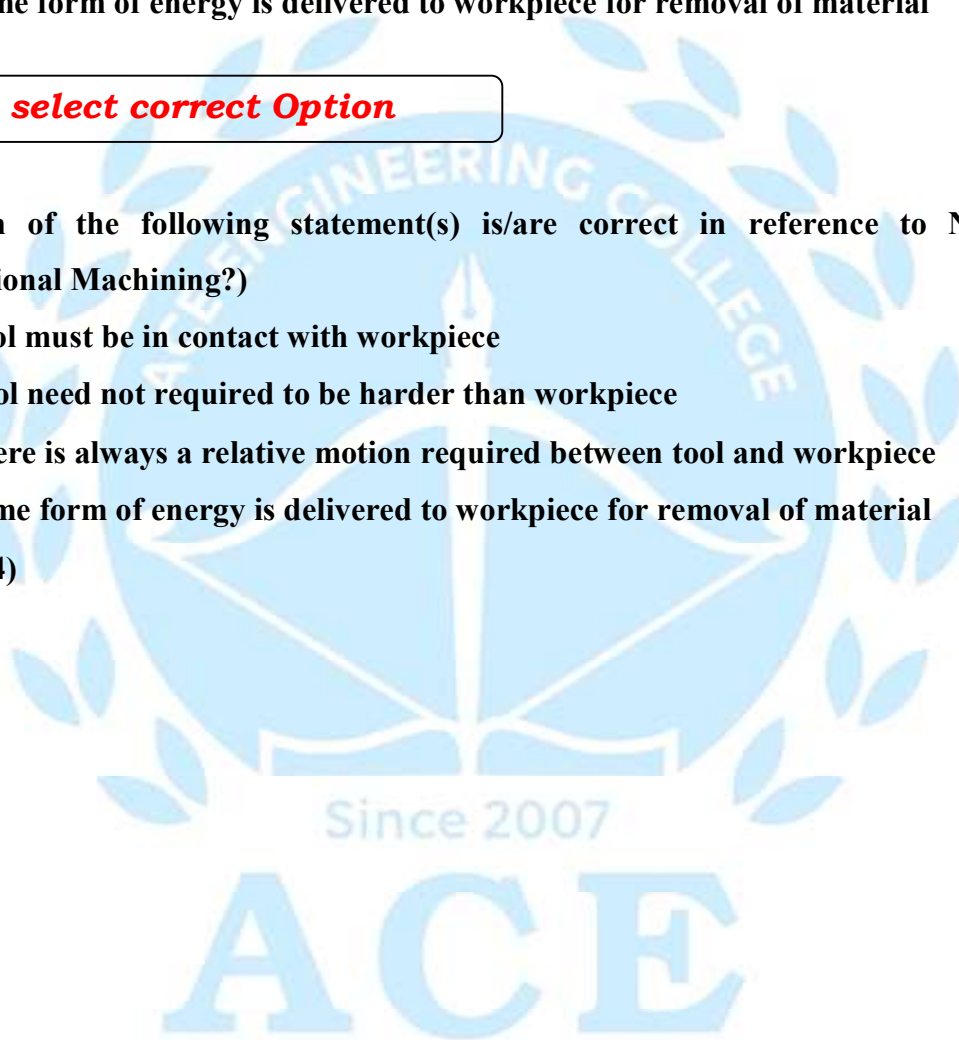 me form of energy is delivered to workpiece for removal of material
select correct Option
n of the following statement(s) is/are correct in reference to N
ional Machining?)
ol must be in contact with workpiece
ol need not required to be harder than workpiece
ere is always a relative motion required between tool and workpiece
me form of energy is delivered to workpiece for removal of material
4)
ACE ENGINEERING COLLEGE
Since 2007
ACE